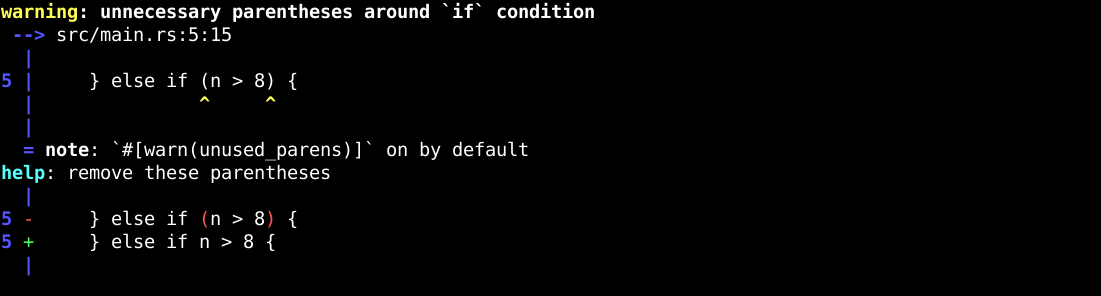 warning: unnecessary parentheses around `if` condition
 --> src/main.rs:5:15
  |
5 |     } else if (n > 8) {
  |               ^     ^
  |
  = note: `#[warn(unused_parens)]` on by default
help: remove these parentheses
  |
5 -     } else if (n > 8) {
5 +     } else if n > 8 {
  |